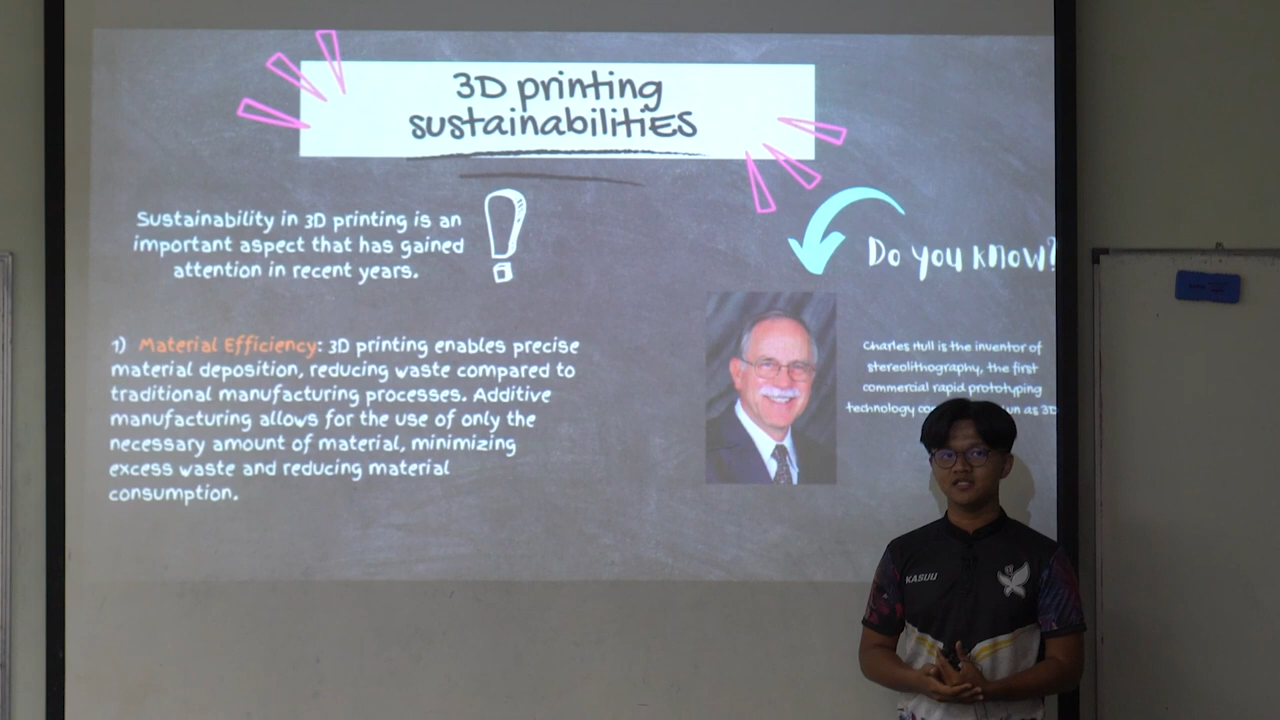 3D printing
sustainabilities
Sustainability in 3D printing is an
important aspect that has gained
attention in recent years.
!
1) Material Efficiency: 3D printing enables precise
material deposition, reducing waste compared to
traditional manufacturing processes. Additive
manufacturing allows for the use of only the
necessary amount of material, minimizing
excess waste and reducing material
consumption.
Do you know?
Charles Hull is the inventor of
stereolithography, the first
commercial rapid prototyping
technology as 3D
KASUU